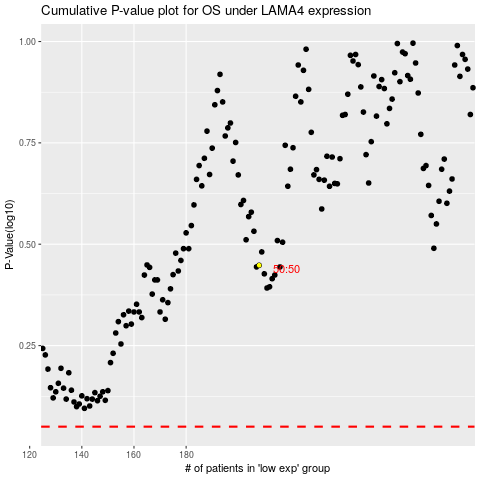 Cumulative P-value plot for OS under LAMA4 expression
P-Value(log10)
1.00
0.75
0.50
0.25
50:50
120 140 160 180
# of patients in 'low exp' group